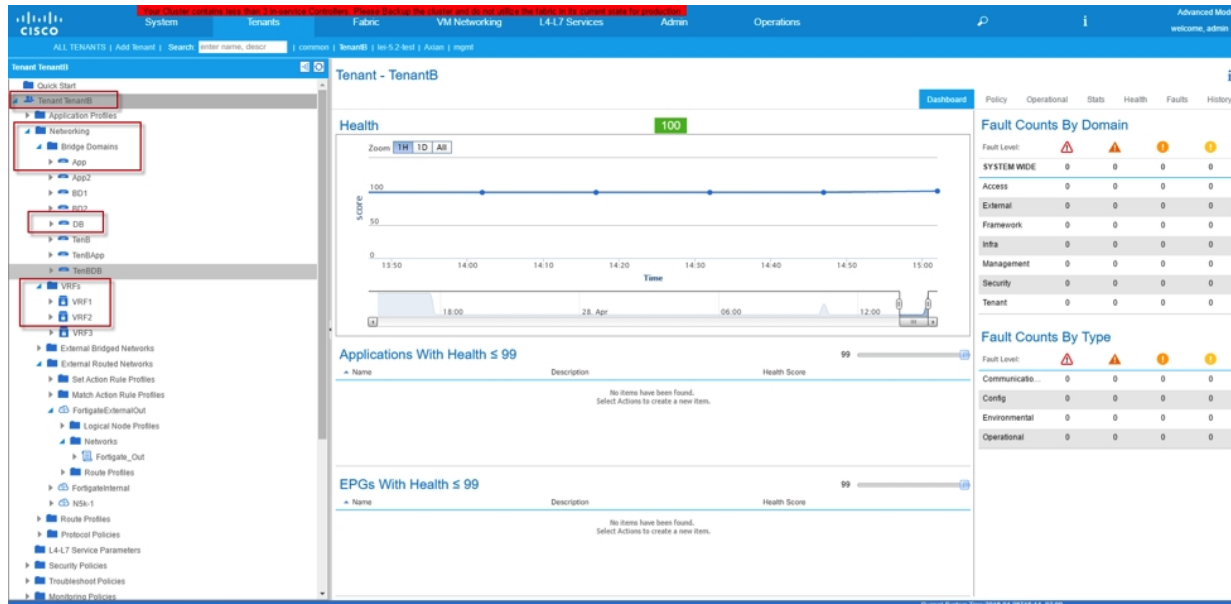 Your Cluster contains less than 3 in-service Controllers. Please Backup the cluster and do not utilize the fabric in its current state for production.
CISCO
System Tenants Fabric VM Networking L4-L7 Services Admin Operations
i
Advanced Mod
welcome, admin
ALL TENANTS | Add Tenant | Search: enter name, descr | common | TenantB | | Axian | mgmt
Tenant TenantB
Quick Start
Tenant TenantB
Application Profiles
Networking
Bridge Domains
App
App2
BD1
BD2
DB
TenB
TenBApp
TenBDB
VRFs
VRF1
VRF2
VRF3
External Bridged Networks
External Routed Networks
Set Action Rule Profiles
Match Action Rule Profiles
FortigateExternalOut
Logical Node Profiles
Networks
Fortigate_Out
Route Profiles
FortigateInternal
N5k-1
Route Profiles
Protocol Policies
L4-L7 Service Parameters
Security Policies
Troubleshoot Policies
Monitoring Policies
Tenant - TenantB
i
Dashboard Policy Operational Stats Health Faults History
Health 100
Zoom 1H 1D All
score
100
50
0
13:50 14:00 14:10 14:20 14:30 14:40 14:50 15:00
Time
18:00 28. Apr 06:00 12:00
Applications With Health ≤ 99 99
Name Description Health Score
No items have been found.
Select Actions to create a new item.
EPGs With Health ≤ 99 99
Name Description Health Score
No items have been found.
Select Actions to create a new item.
Fault Counts By Domain
Fault Level:
SYSTEM WIDE 0 0 0 0
Access 0 0 0 0
External 0 0 0 0
Framework 0 0 0 0
Infra 0 0 0 0
Management 0 0 0 0
Security 0 0 0 0
Tenant 0 0 0 0
Fault Counts By Type
Fault Level:
Communicatio... 0 0 0 0
Config 0 0 0 0
Environmental 0 0 0 0
Operational 0 0 0 0